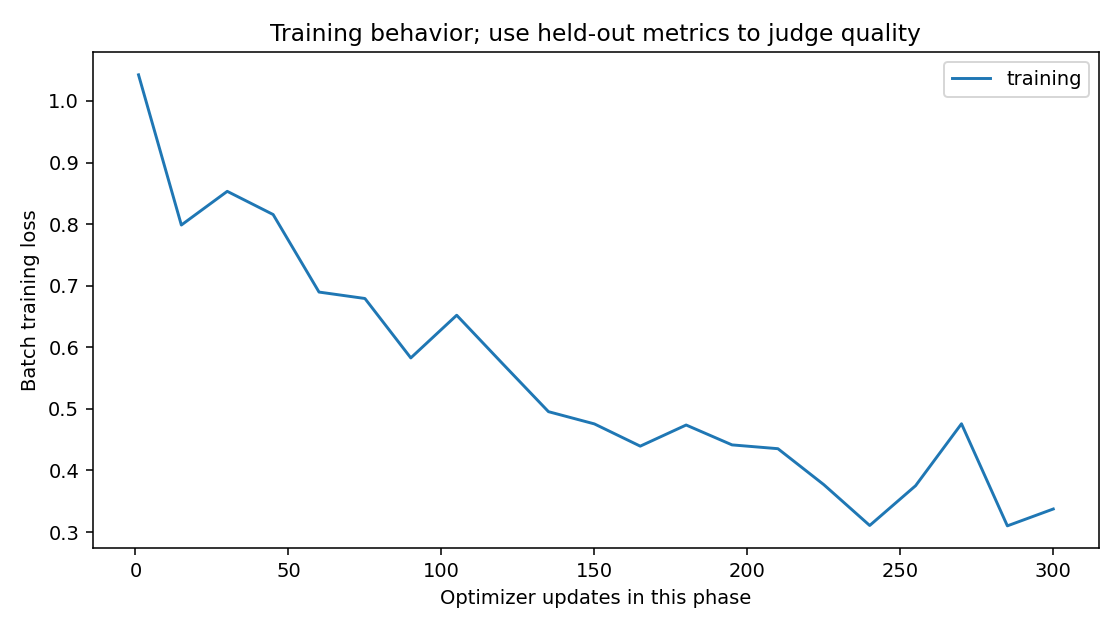 Training behavior; use held-out metrics to judge quality
training
Batch training loss
1.0
0.9
0.8
0.7
0.6
0.5
0.4
0.3
0 50 100 150 200 250 300
Optimizer updates in this phase